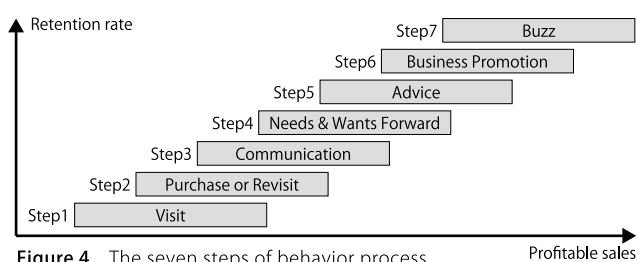 Retention rate
Step7 Buzz
Step6 Business Promotion
Step5 Advice
Step4 Needs & Wants Forward
Step3 Communication
Step2 Purchase or Revisit
Step1 Visit
Profitable sales
Figure 4 The seven steps of behavior process